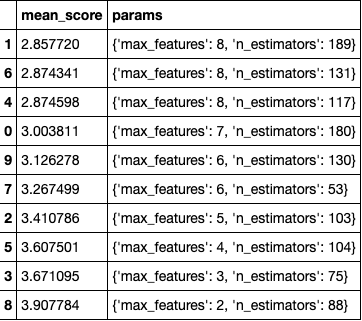 mean_score params
1 2.857720 {'max_features': 8, 'n_estimators': 189}
6 2.874341 {'max_features': 8, 'n_estimators': 131}
4 2.874598 {'max_features': 8, 'n_estimators': 117}
0 3.003811 {'max_features': 7, 'n_estimators': 180}
9 3.126278 {'max_features': 6, 'n_estimators': 130}
7 3.267499 {'max_features': 6, 'n_estimators': 53}
2 3.410786 {'max_features': 5, 'n_estimators': 103}
5 3.607501 {'max_features': 4, 'n_estimators': 104}
3 3.671095 {'max_features': 3, 'n_estimators': 75}
8 3.907784 {'max_features': 2, 'n_estimators': 88}